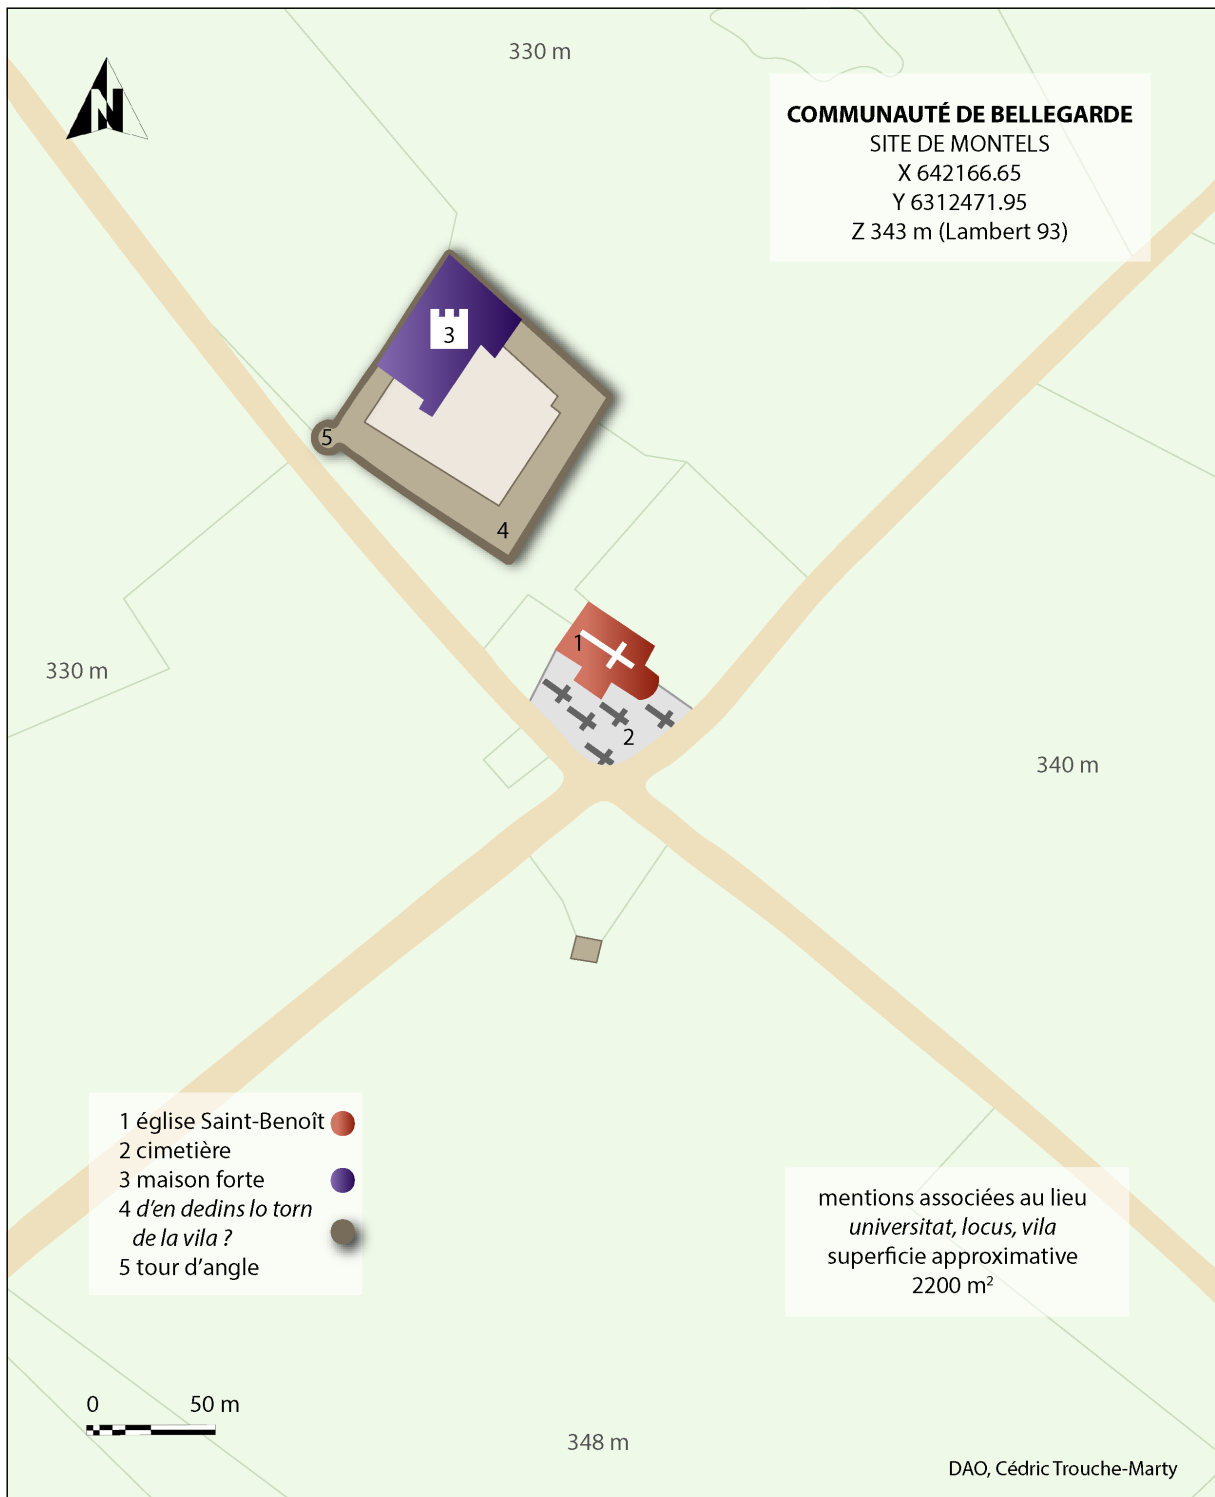 330 m
N
COMMUNAUTÉ DE BELLEGARDE
SITE DE MONTELS
X 642166.65
Y 6312471.95
Z 343 m (Lambert 93)
3
5
4
1
330 m
2
340 m
1 église Saint-Benoît
2 cimetière
3 maison forte
4 d’en dedins lo torn
de la vila ?
5 tour d’angle
mentions associées au lieu
universitat, locus, vila
superficie approximative
2200 m²
0 50 m
348 m
DAO, Cédric Trouche-Marty